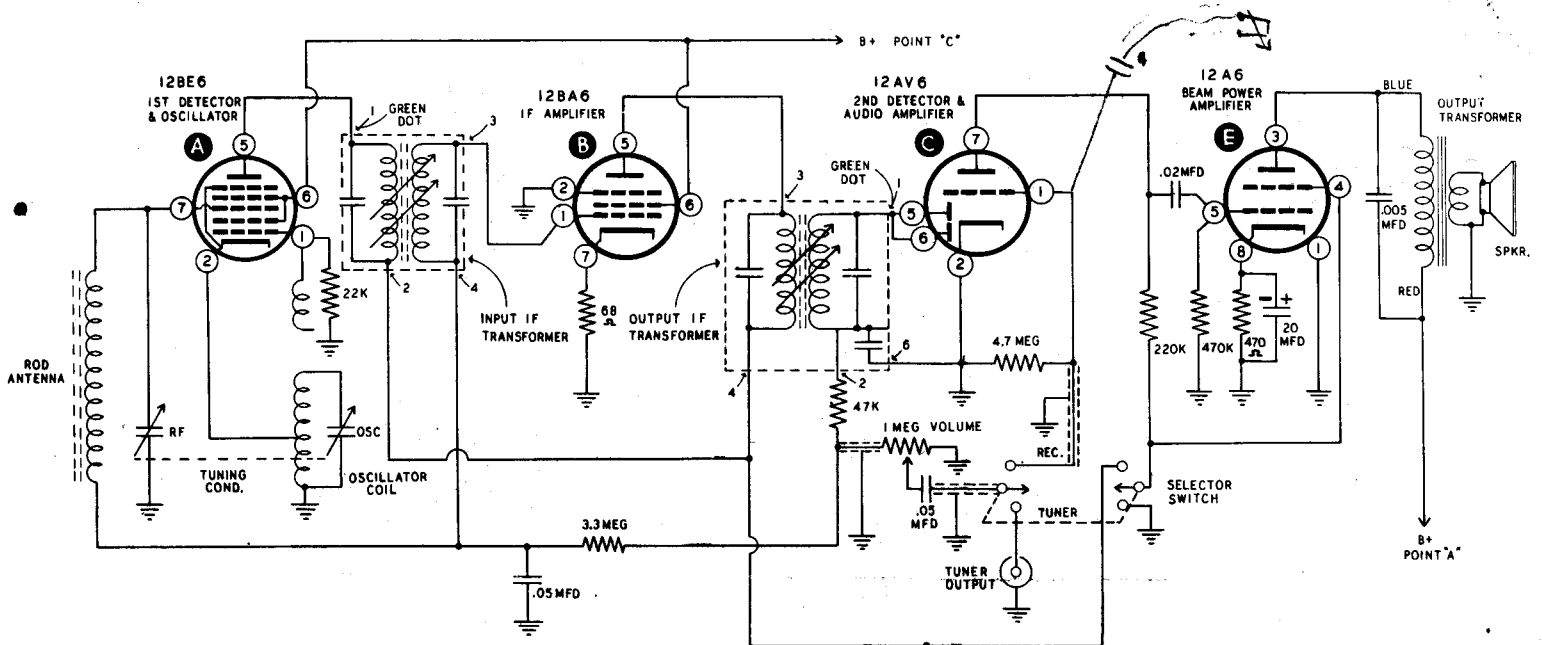 B+ POINT "C"
12BE6
1ST DETECTOR
& OSCILLATOR
A
5
7
6
1
2
22K
1
GREEN
DOT
3
2
4
INPUT IF
TRANSFORMER
12BA6
IF AMPLIFIER
B
5
2
1
6
7
68
Ω
OUTPUT IF
TRANSFORMER
3
GREEN
DOT
1
4
2
6
47K
12AV6
2ND DETECTOR &
AUDIO AMPLIFIER
C
7
1
5
6
2
4.7 MEG
12A6
BEAM POWER
AMPLIFIER
E
3
4
5
8
1
.02MFD
220K
470K
470
Ω
- +
20
MFD
BLUE
.005
MFD
RED
OUTPUT
TRANSFORMER
SPKR.
B+
POINT "A"
ROD
ANTENNA
RF
OSC
TUNING
COND.
OSCILLATOR
COIL
3.3MEG
.05MFD
1 MEG VOLUME
.05
MFD
REC.
TUNER
SELECTOR
SWITCH
TUNER
OUTPUT